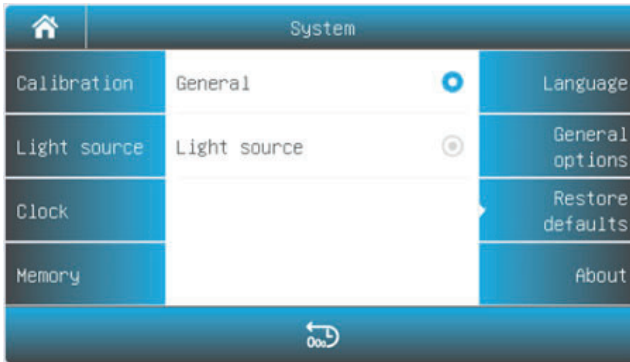 System
Calibration
General
Language
Light source
Light source
General
options
Clock
Restore
defaults
Memory
About